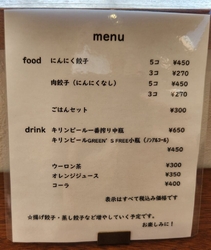 menu
food にんにく餃子 5コ ¥450
3コ ¥270
肉餃子(にんにくなし) 5コ ¥450
3コ ¥270
ごはんセット ¥300
drink キリンビール一番搾り中瓶 ¥650
キリンビールGREEN'S FREE小瓶(ノンアルコール)
¥450
ウーロン茶 ¥300
オレンジジュース ¥350
コーラ ¥400
表示はすべて税込み価格です
※揚げ餃子・蒸し餃子など増やしていく予定です。
お楽しみに!